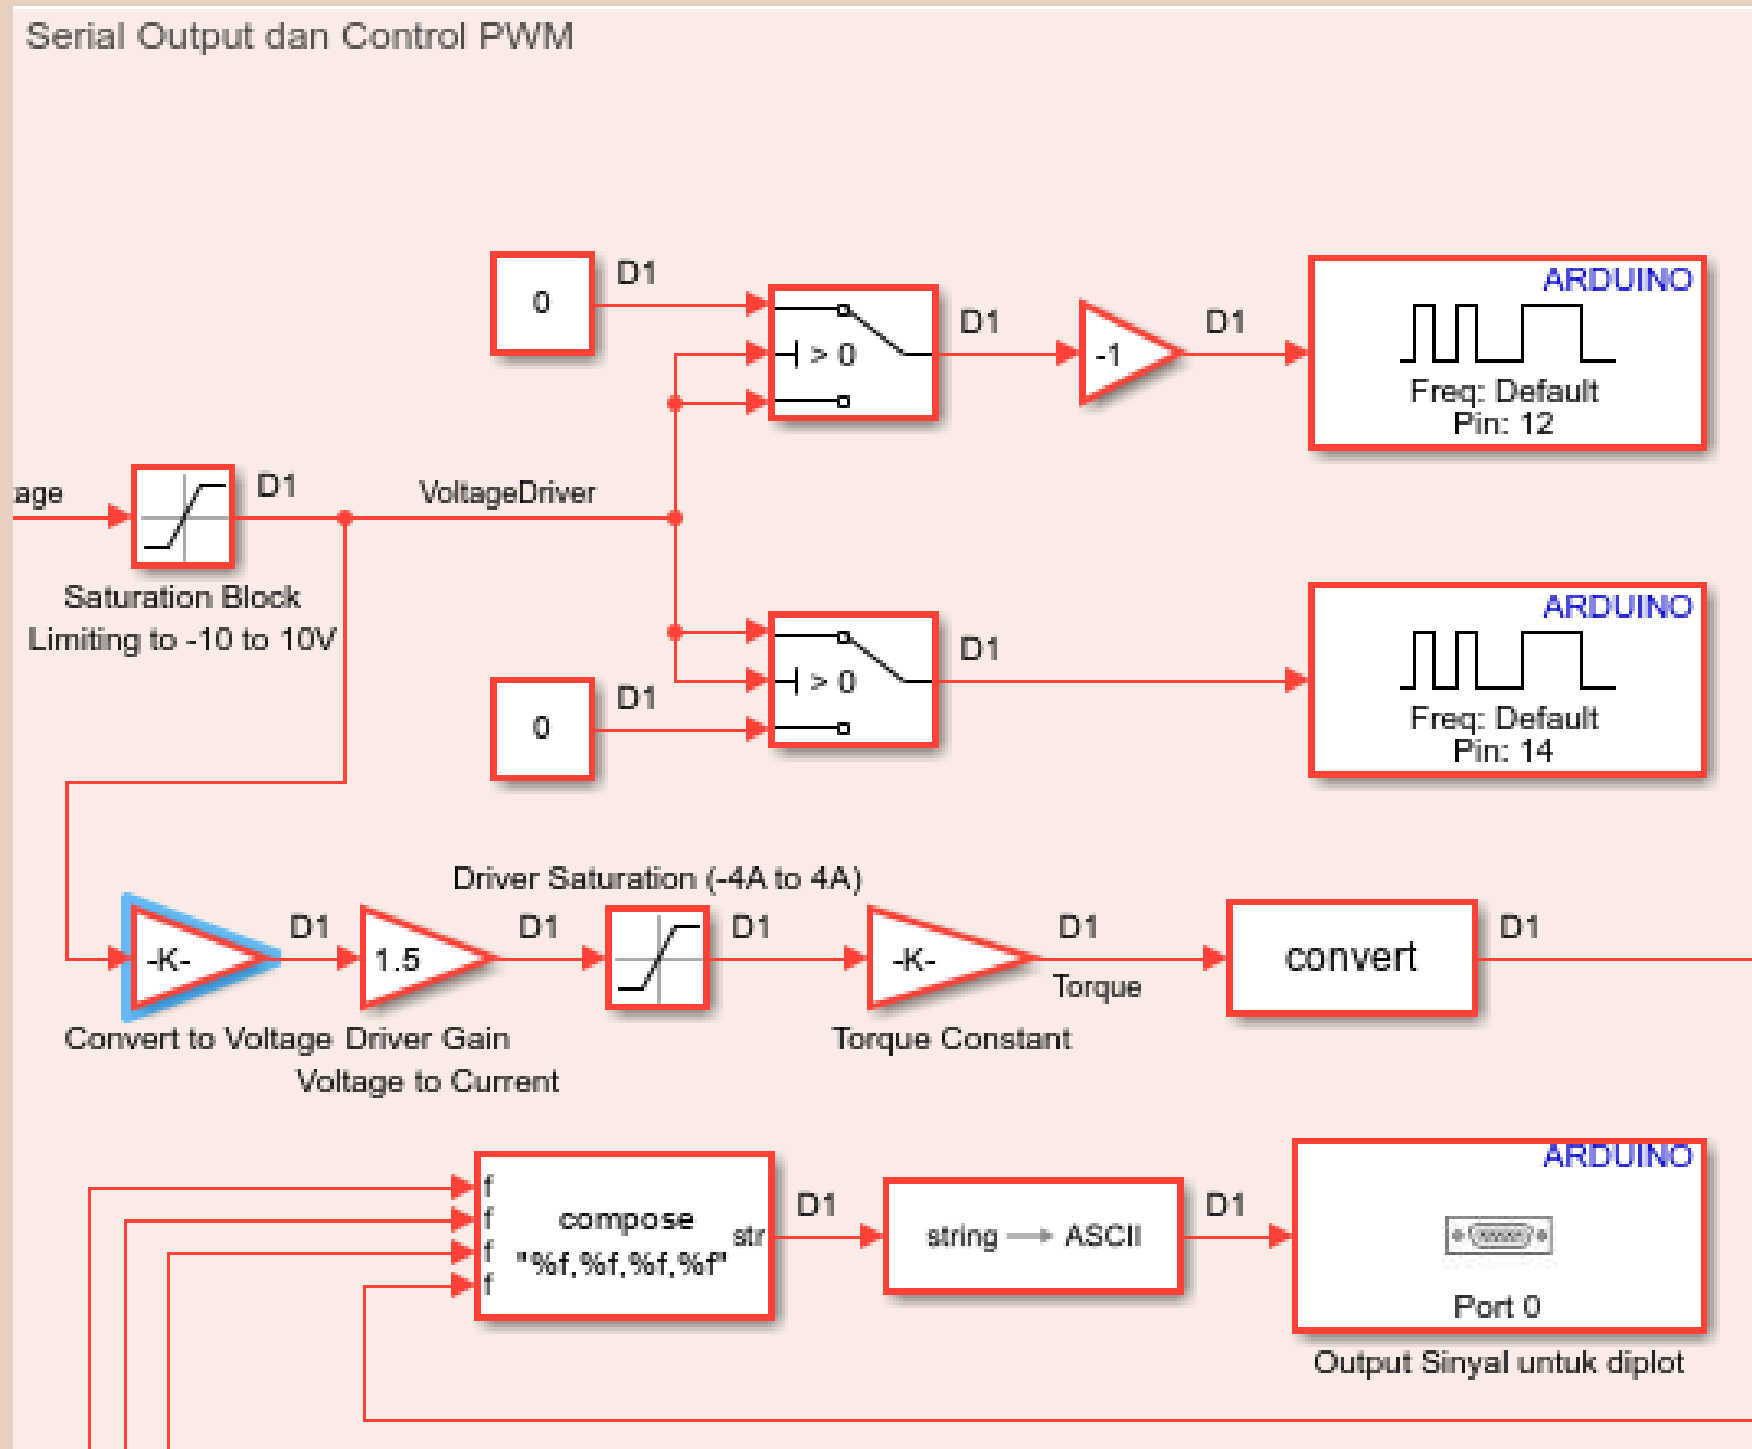 Serial Output dan Control PWM
0
D1
> 0
D1
-1
D1
ARDUINO
Freq: Default
Pin: 12
age
D1
VoltageDriver
Saturation Block
Limiting to -10 to 10V
0
D1
> 0
D1
ARDUINO
Freq: Default
Pin: 14
Driver Saturation (-4A to 4A)
-K-
D1
1.5
D1
D1
-K-
D1
Torque
convert
D1
Convert to Voltage
Driver Gain
Voltage to Current
Torque Constant
f
f
f
f
compose
"%f,%f,%f,%f"
str
D1
string
ASCII
D1
ARDUINO
Port 0
Output Sinyal untuk diplot